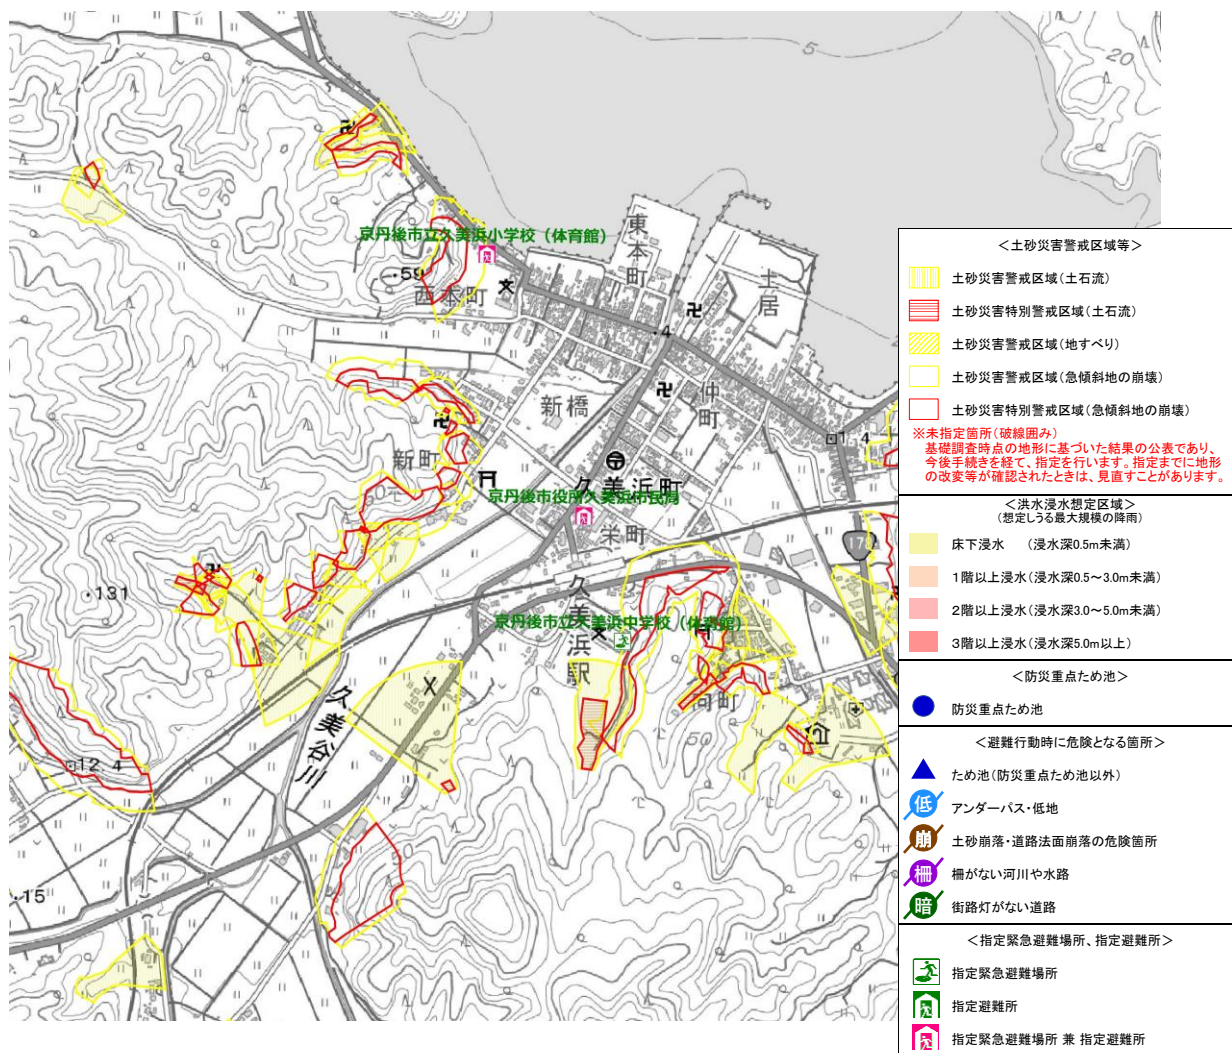 5
20
京丹後市立久美浜小学校（体育館）
東本町
土居
・59
西本町
・4
仲町
新橋
1.4
新町
久美浜町
京丹後市役所久美浜市民局
栄町
178
・131
久美浜駅
京丹後市立久美浜中学校（体育館）
向町
久美谷川
12.4
50
・15
50
＜土砂災害警戒区域等＞
土砂災害警戒区域（土石流）
土砂災害特別警戒区域（土石流）
土砂災害警戒区域（地すべり）
土砂災害警戒区域（急傾斜地の崩壊）
土砂災害特別警戒区域（急傾斜地の崩壊）
※未指定箇所（破線囲み）
基礎調査時点の地形に基づいた結果の公表であり、
今後手続きを経て、指定を行います。指定までに地形
の改変等が確認されたときは、見直すことがあります。
＜洪水浸水想定区域＞
（想定しうる最大規模の降雨）
床下浸水　（浸水深0.5m未満）
１階以上浸水（浸水深0.5～3.0m未満）
２階以上浸水（浸水深3.0～5.0m未満）
３階以上浸水（浸水深5.0m以上）
＜防災重点ため池＞
防災重点ため池
＜避難行動時に危険となる箇所＞
ため池（防災重点ため池以外）
低 アンダーパス・低地
崩 土砂崩落・道路法面崩落の危険箇所
柵 柵がない河川や水路
暗 街路灯がない道路
＜指定緊急避難場所、指定避難所＞
指定緊急避難場所
指定避難所
指定緊急避難場所 兼 指定避難所